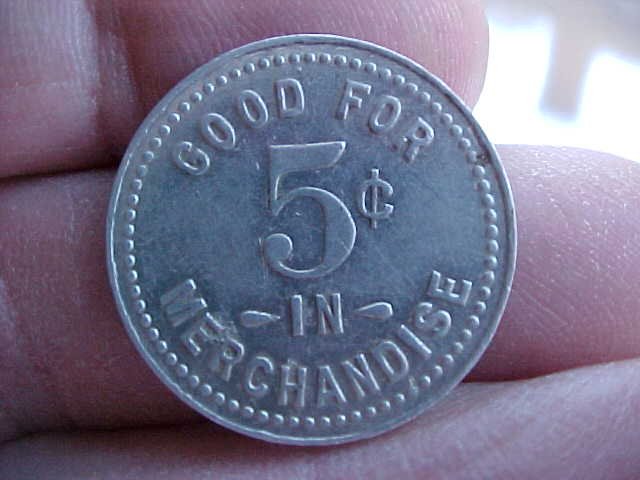 GOOD FOR
5¢
IN
MERCHANDISE